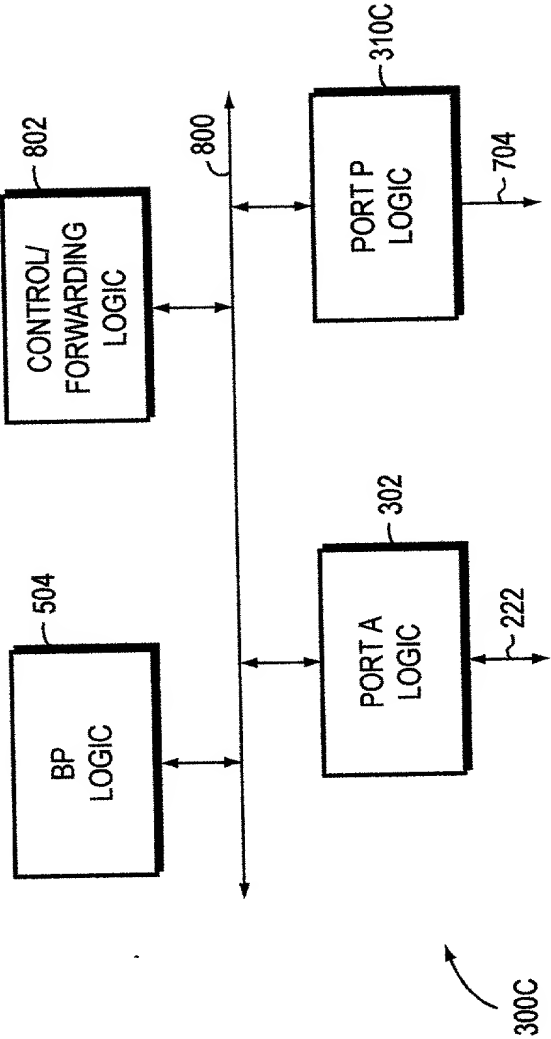 504
BP
LOGIC
802
CONTROL/
FORWARDING
LOGIC
800
302
PORT A
LOGIC
222
310C
PORT P
LOGIC
704
300C